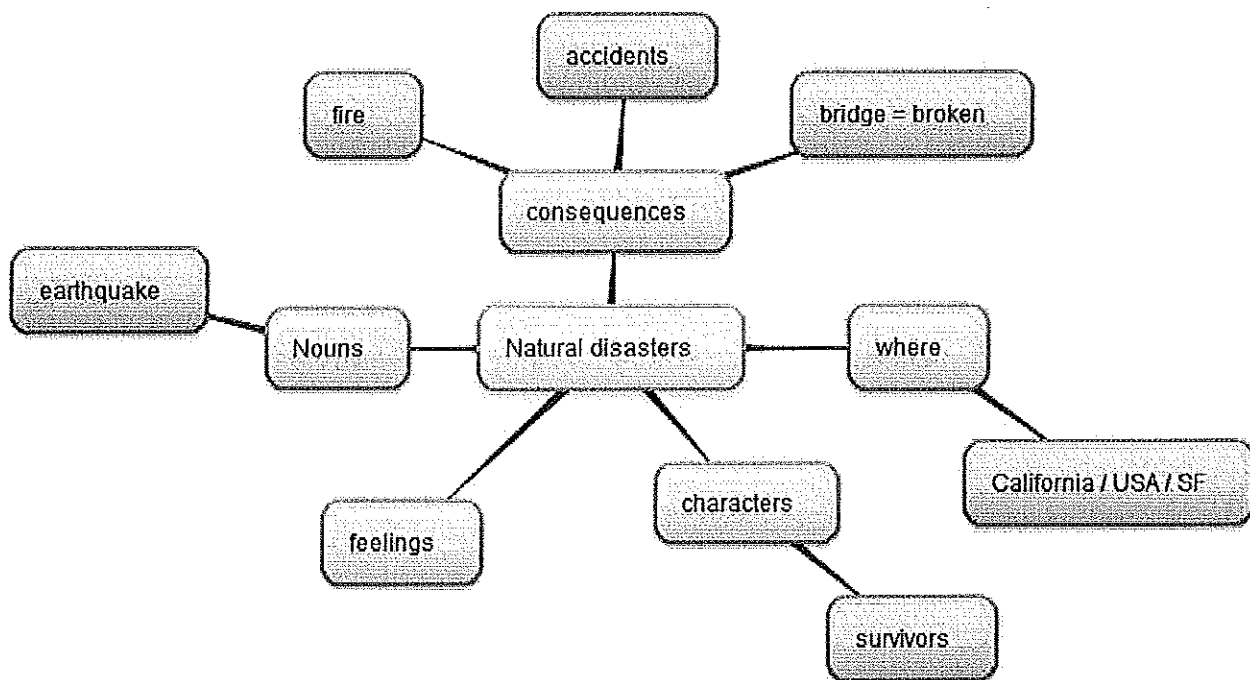 accidents
fire
bridge = broken
consequences
earthquake
Nouns
Natural disasters
where
California / USA / SF
characters
feelings
survivors